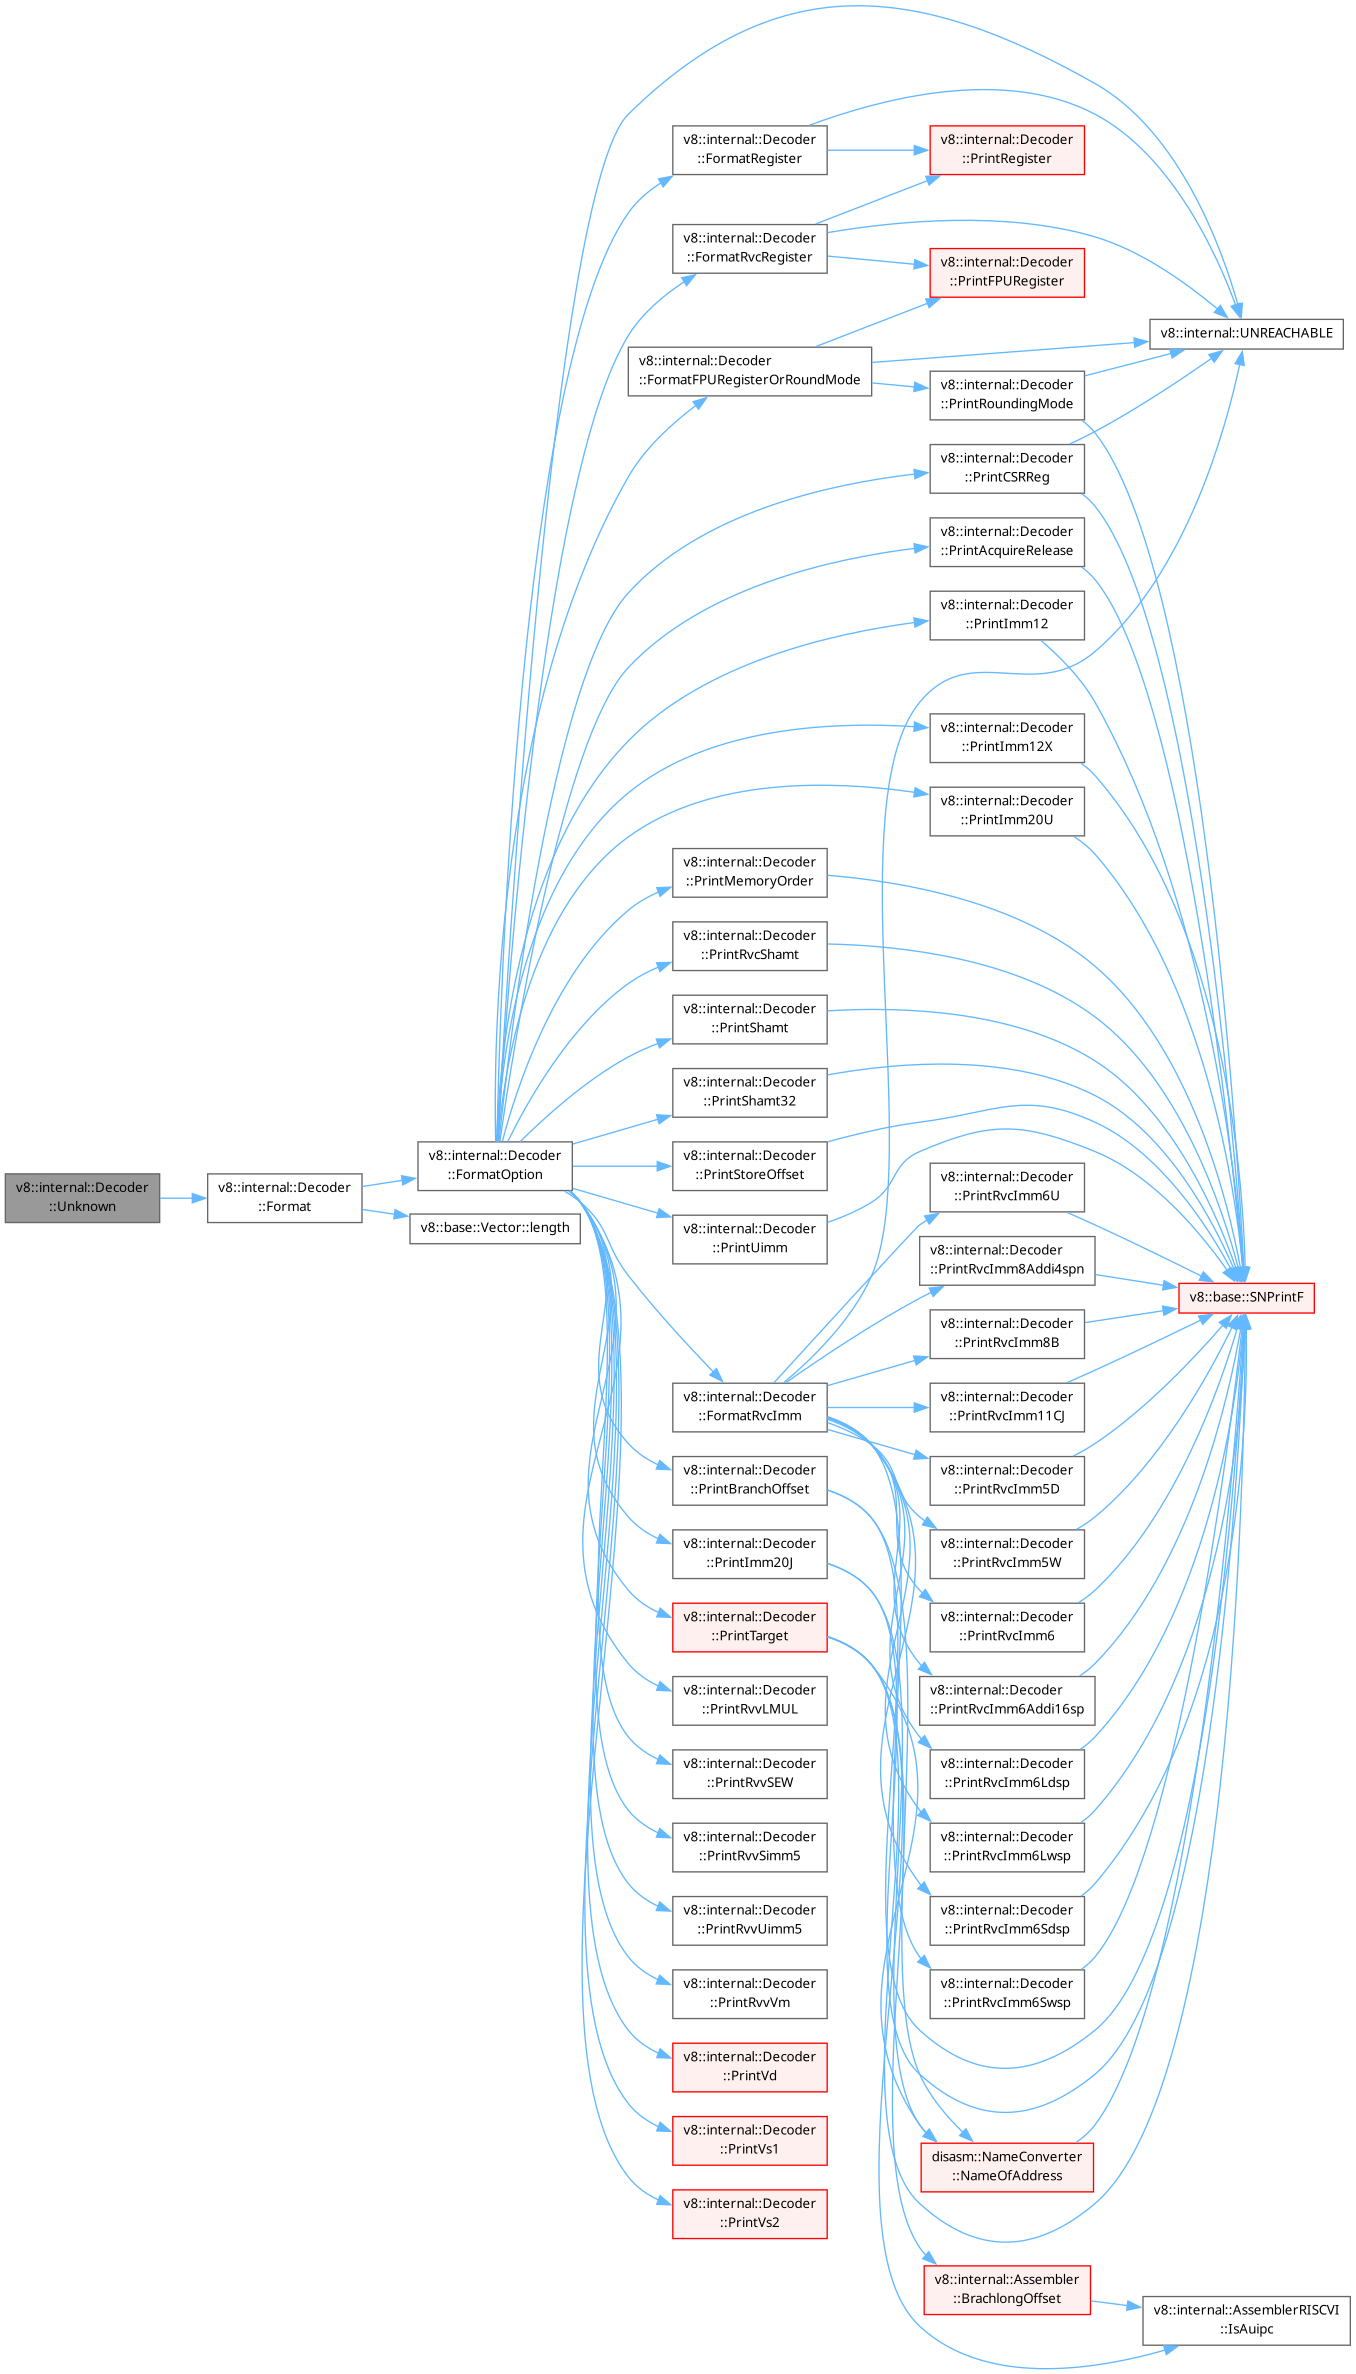 v8::internal::Decoder
::Unknown
v8::internal::Decoder
::Format
v8::internal::Decoder
::FormatOption
v8::base::Vector::length
v8::internal::Decoder
::FormatRegister
v8::internal::Decoder
::FormatRvcRegister
v8::internal::Decoder
::FormatFPURegisterOrRoundMode
v8::internal::Decoder
::PrintMemoryOrder
v8::internal::Decoder
::PrintRvcShamt
v8::internal::Decoder
::PrintShamt
v8::internal::Decoder
::PrintShamt32
v8::internal::Decoder
::PrintStoreOffset
v8::internal::Decoder
::PrintUimm
v8::internal::Decoder
::FormatRvcImm
v8::internal::Decoder
::PrintBranchOffset
v8::internal::Decoder
::PrintImm20J
v8::internal::Decoder
::PrintTarget
v8::internal::Decoder
::PrintRvvLMUL
v8::internal::Decoder
::PrintRvvSEW
v8::internal::Decoder
::PrintRvvSimm5
v8::internal::Decoder
::PrintRvvUimm5
v8::internal::Decoder
::PrintRvvVm
v8::internal::Decoder
::PrintVd
v8::internal::Decoder
::PrintVs1
v8::internal::Decoder
::PrintVs2
v8::internal::Decoder
::PrintRegister
v8::internal::Decoder
::PrintFPURegister
v8::internal::Decoder
::PrintRoundingMode
v8::internal::Decoder
::PrintCSRReg
v8::internal::Decoder
::PrintAcquireRelease
v8::internal::Decoder
::PrintImm12
v8::internal::Decoder
::PrintImm12X
v8::internal::Decoder
::PrintImm20U
v8::internal::Decoder
::PrintRvcImm6U
v8::internal::Decoder
::PrintRvcImm8Addi4spn
v8::internal::Decoder
::PrintRvcImm8B
v8::internal::Decoder
::PrintRvcImm11CJ
v8::internal::Decoder
::PrintRvcImm5D
v8::internal::Decoder
::PrintRvcImm5W
v8::internal::Decoder
::PrintRvcImm6
v8::internal::Decoder
::PrintRvcImm6Addi16sp
v8::internal::Decoder
::PrintRvcImm6Ldsp
v8::internal::Decoder
::PrintRvcImm6Lwsp
v8::internal::Decoder
::PrintRvcImm6Sdsp
v8::internal::Decoder
::PrintRvcImm6Swsp
disasm::NameConverter
::NameOfAddress
v8::internal::Assembler
::BrachlongOffset
v8::internal::UNREACHABLE
v8::base::SNPrintF
v8::internal::AssemblerRISCVI
::IsAuipc